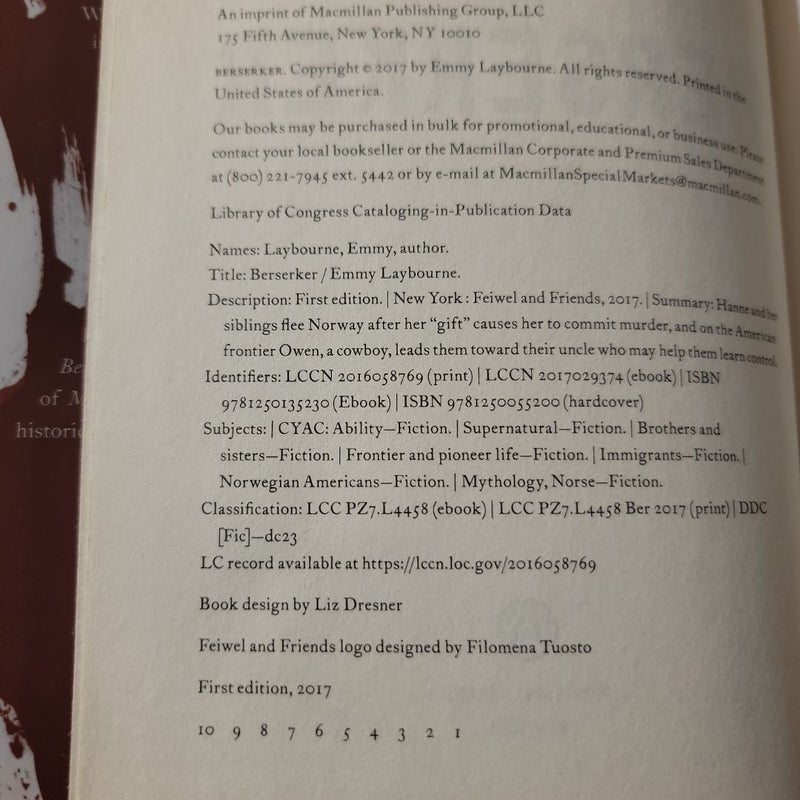 An imprint of Macmillan Publishing Group, LLC
175 Fifth Avenue, New York, NY 10010
BERSERKER. Copyright © 2017 by Emmy Laybourne. All rights reserved. Printed in the
United States of America.
Our books may be purchased in bulk for promotional, educational, or business use. Please
contact your local bookseller or the Macmillan Corporate and Premium Sales Department
at (800) 221-7945 ext. 5442 or by e-mail at MacmillanSpecialMarkets@macmillan.com.
Library of Congress Cataloging-in-Publication Data
Names: Laybourne, Emmy, author.
Title: Berserker / Emmy Laybourne.
Description: First edition. | New York : Feiwel and Friends, 2017. | Summary: Hanne and her
siblings flee Norway after her “gift” causes her to commit murder, and on the American
frontier Owen, a cowboy, leads them toward their uncle who may help them learn control.
Identifiers: LCCN 2016058769 (print) | LCCN 2017029374 (ebook) | ISBN
9781250135230 (Ebook) | ISBN 9781250055200 (hardcover)
Subjects: | CYAC: Ability—Fiction. | Supernatural—Fiction. | Brothers and
sisters—Fiction. | Frontier and pioneer life—Fiction. | Immigrants—Fiction. |
Norwegian Americans—Fiction. | Mythology, Norse—Fiction.
Classification: LCC PZ7.L4458 (ebook) | LCC PZ7.L4458 Ber 2017 (print) | DDC
[Fic]—dc23
LC record available at https://lccn.loc.gov/2016058769
Book design by Liz Dresner
Feiwel and Friends logo designed by Filomena Tuosto
First edition, 2017
10 9 8 7 6 5 4 3 2 1
Be
of M
historic